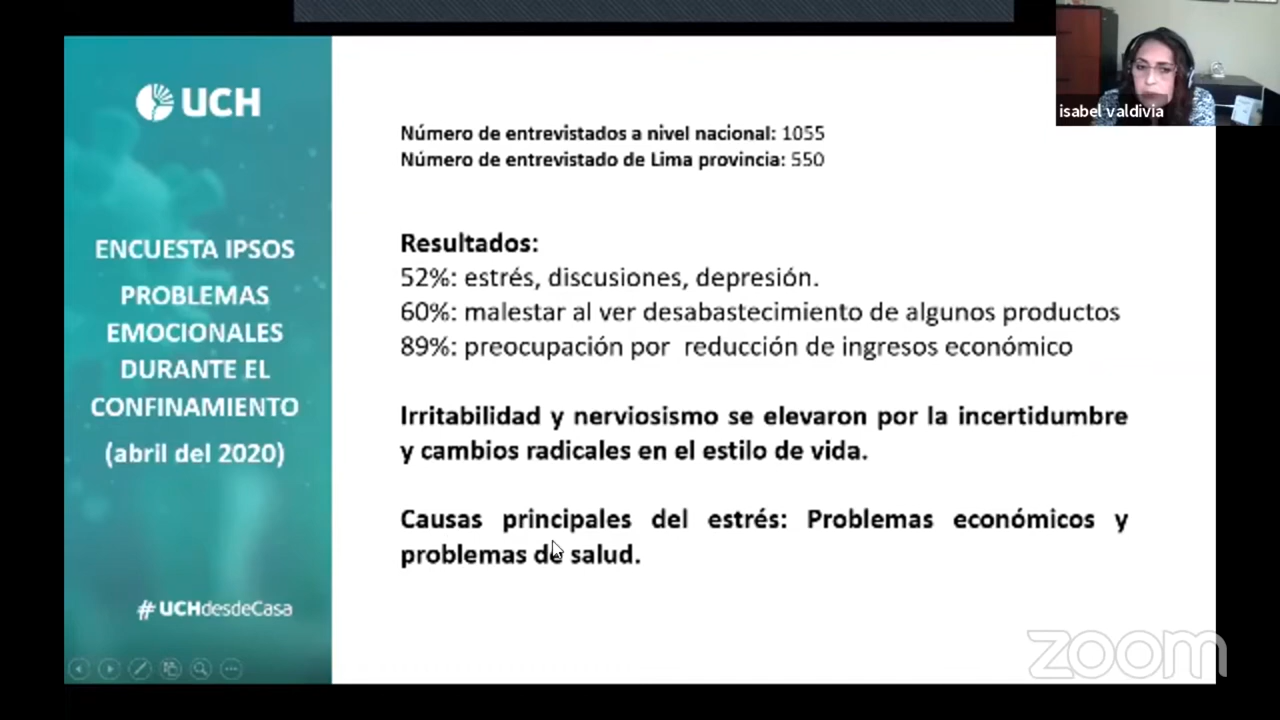 UCH
ENCUESTA IPSOS
PROBLEMAS
EMOCIONALES
DURANTE EL
CONFINAMIENTO
(abril del 2020)
#UCHdesdeCasa
Número de entrevistados a nivel nacional: 1055
Número de entrevistado de Lima provincia: 550
Resultados:
52%: estrés, discusiones, depresión.
60%: malestar al ver desabastecimiento de algunos productos
89%: preocupación por reducción de ingresos económico
Irritabilidad y nerviosismo se elevaron por la incertidumbre
y cambios radicales en el estilo de vida.
Causas principales del estrés: Problemas económicos y
problemas de salud.
isabel valdivia
zoom